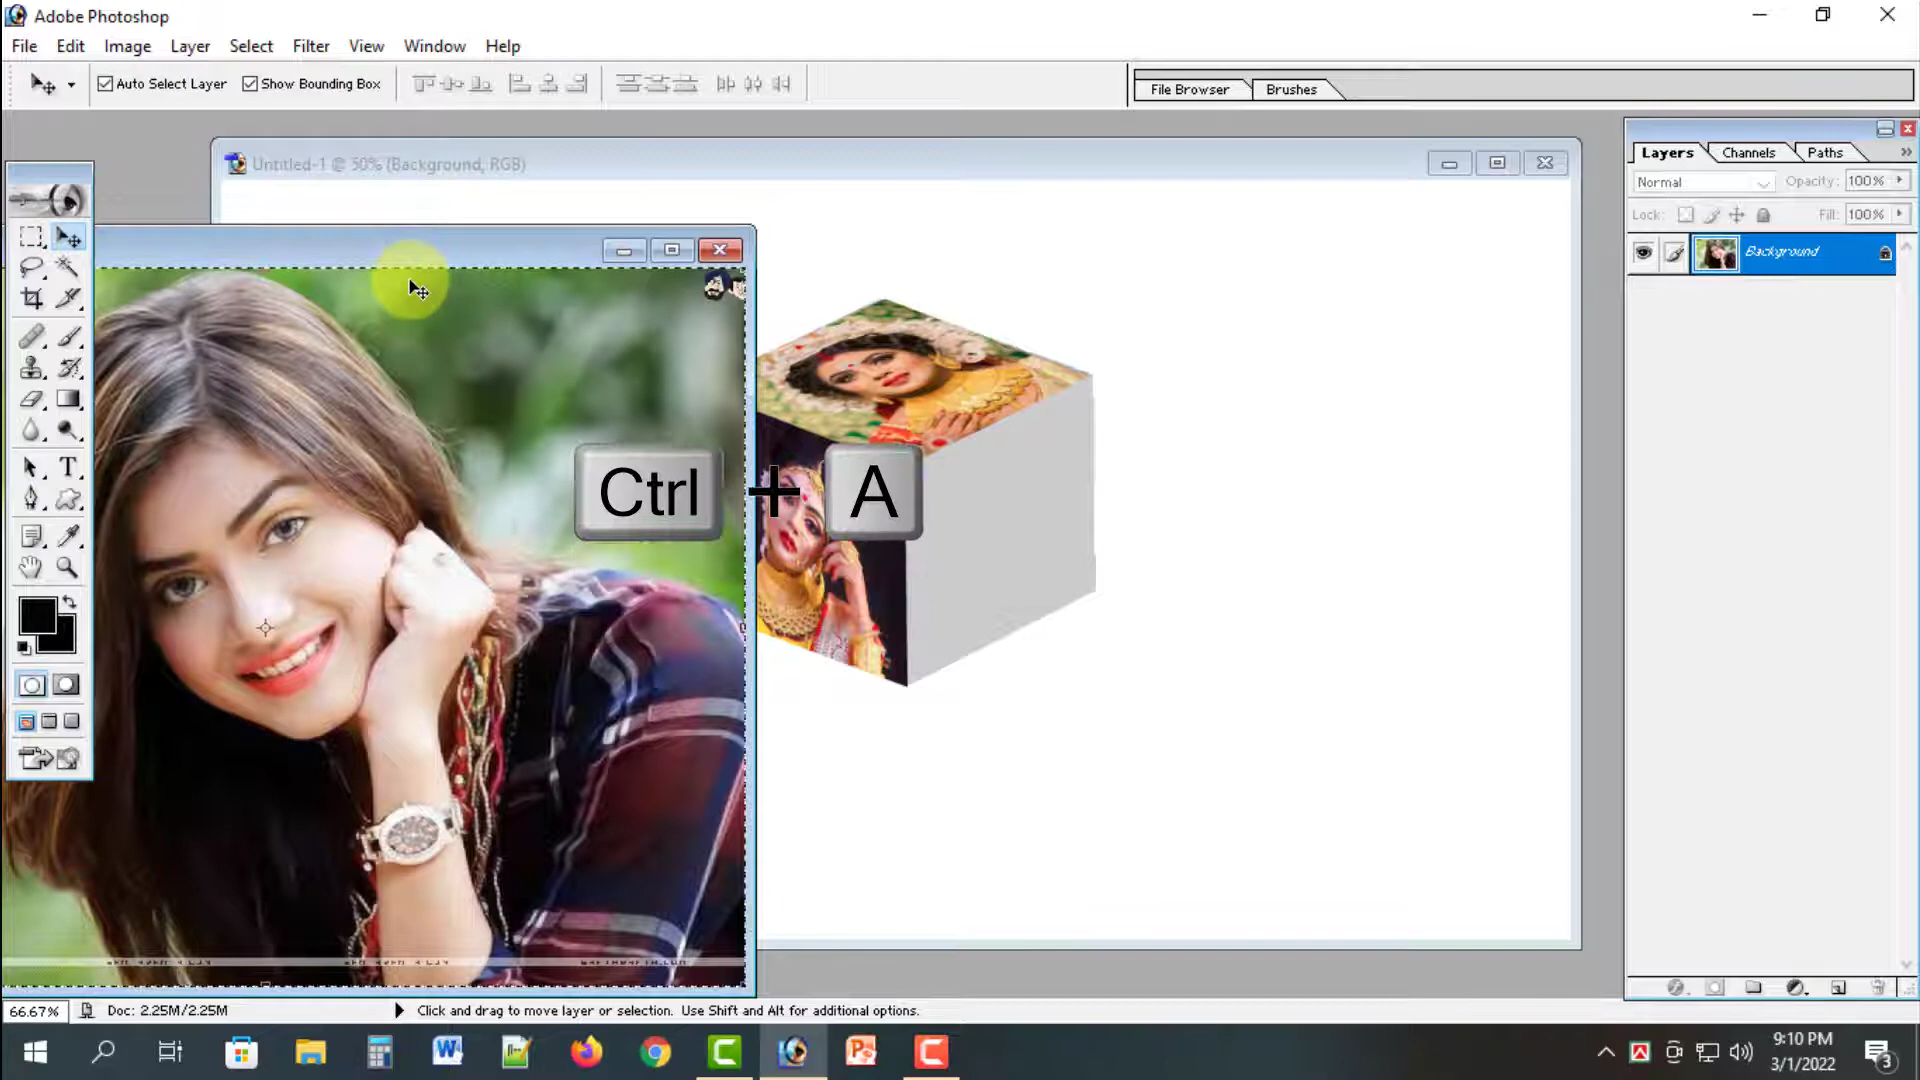 Adobe Photoshop
File Edit Image Layer Select Filter View Window Help
Auto Select Layer Show Bounding Box
File Browser Brushes
Untitled-1 @ 50% (Background, RGB)
Layers Channels Paths
Normal Opacity: 100%
Lock: Fill: 100%
Background
Ctrl + A
T
66.67% Doc: 2.25M/2.25M Click and drag to move layer or selection. Use Shift and Alt for additional options.
9:10 PM
3/1/2022
3